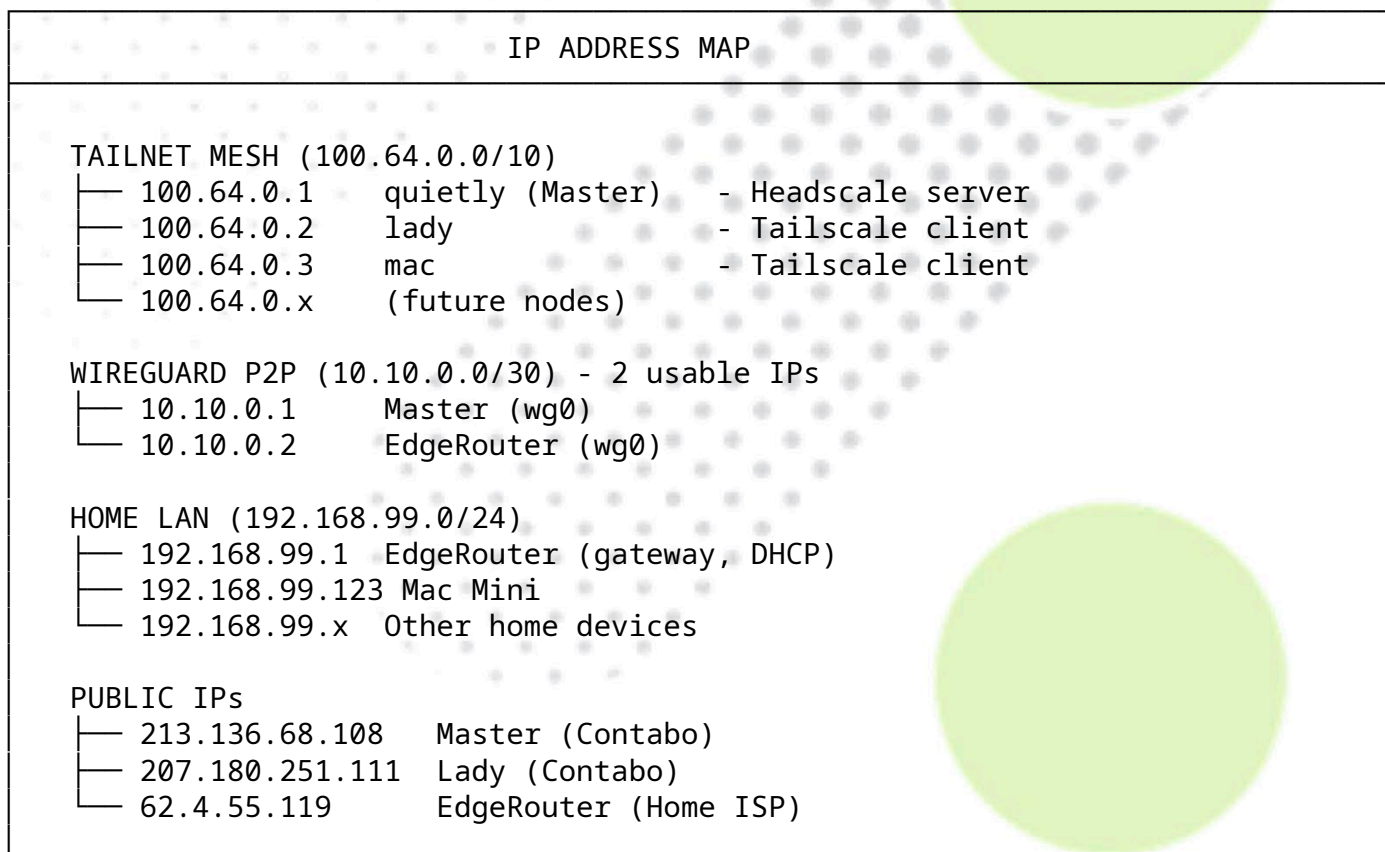 IP ADDRESS MAP
TAILNET MESH (100.64.0.0/10)
├── 100.64.0.1 quietly (Master) - Headscale server
├── 100.64.0.2 lady - Tailscale client
├── 100.64.0.3 mac - Tailscale client
└── 100.64.0.x (future nodes)
WIREGUARD P2P (10.10.0.0/30) - 2 usable IPs
├── 10.10.0.1 Master (wg0)
└── 10.10.0.2 EdgeRouter (wg0)
HOME LAN (192.168.99.0/24)
├── 192.168.99.1 EdgeRouter (gateway, DHCP)
├── 192.168.99.123 Mac Mini
└── 192.168.99.x Other home devices
PUBLIC IPs
├── 213.136.68.108 Master (Contabo)
├── 207.180.251.111 Lady (Contabo)
└── 62.4.55.119 EdgeRouter (Home ISP)